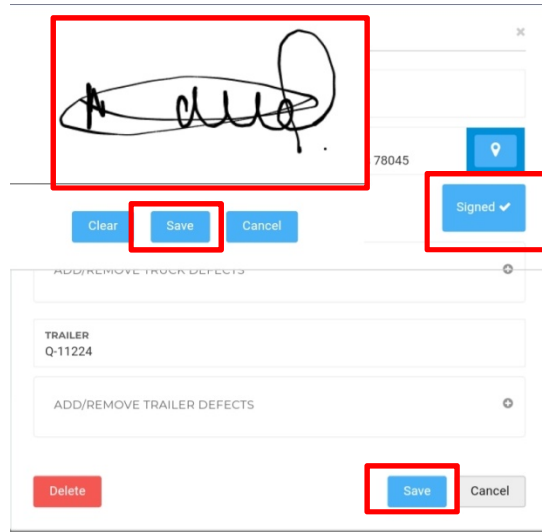 78045
Signed
Clear
Save
Cancel
ADD/REMOVE TRUCK DEFECTS
TRAILER
Q-11224
ADD/REMOVE TRAILER DEFECTS
Delete
Save
Cancel